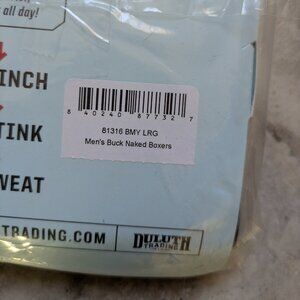 all day!
INCH
TINK
WEAT
8 40240 87732 7
81316 BMY LRG
Men's Buck Naked Boxers
TRADING.COM
DULUTH
TRADING